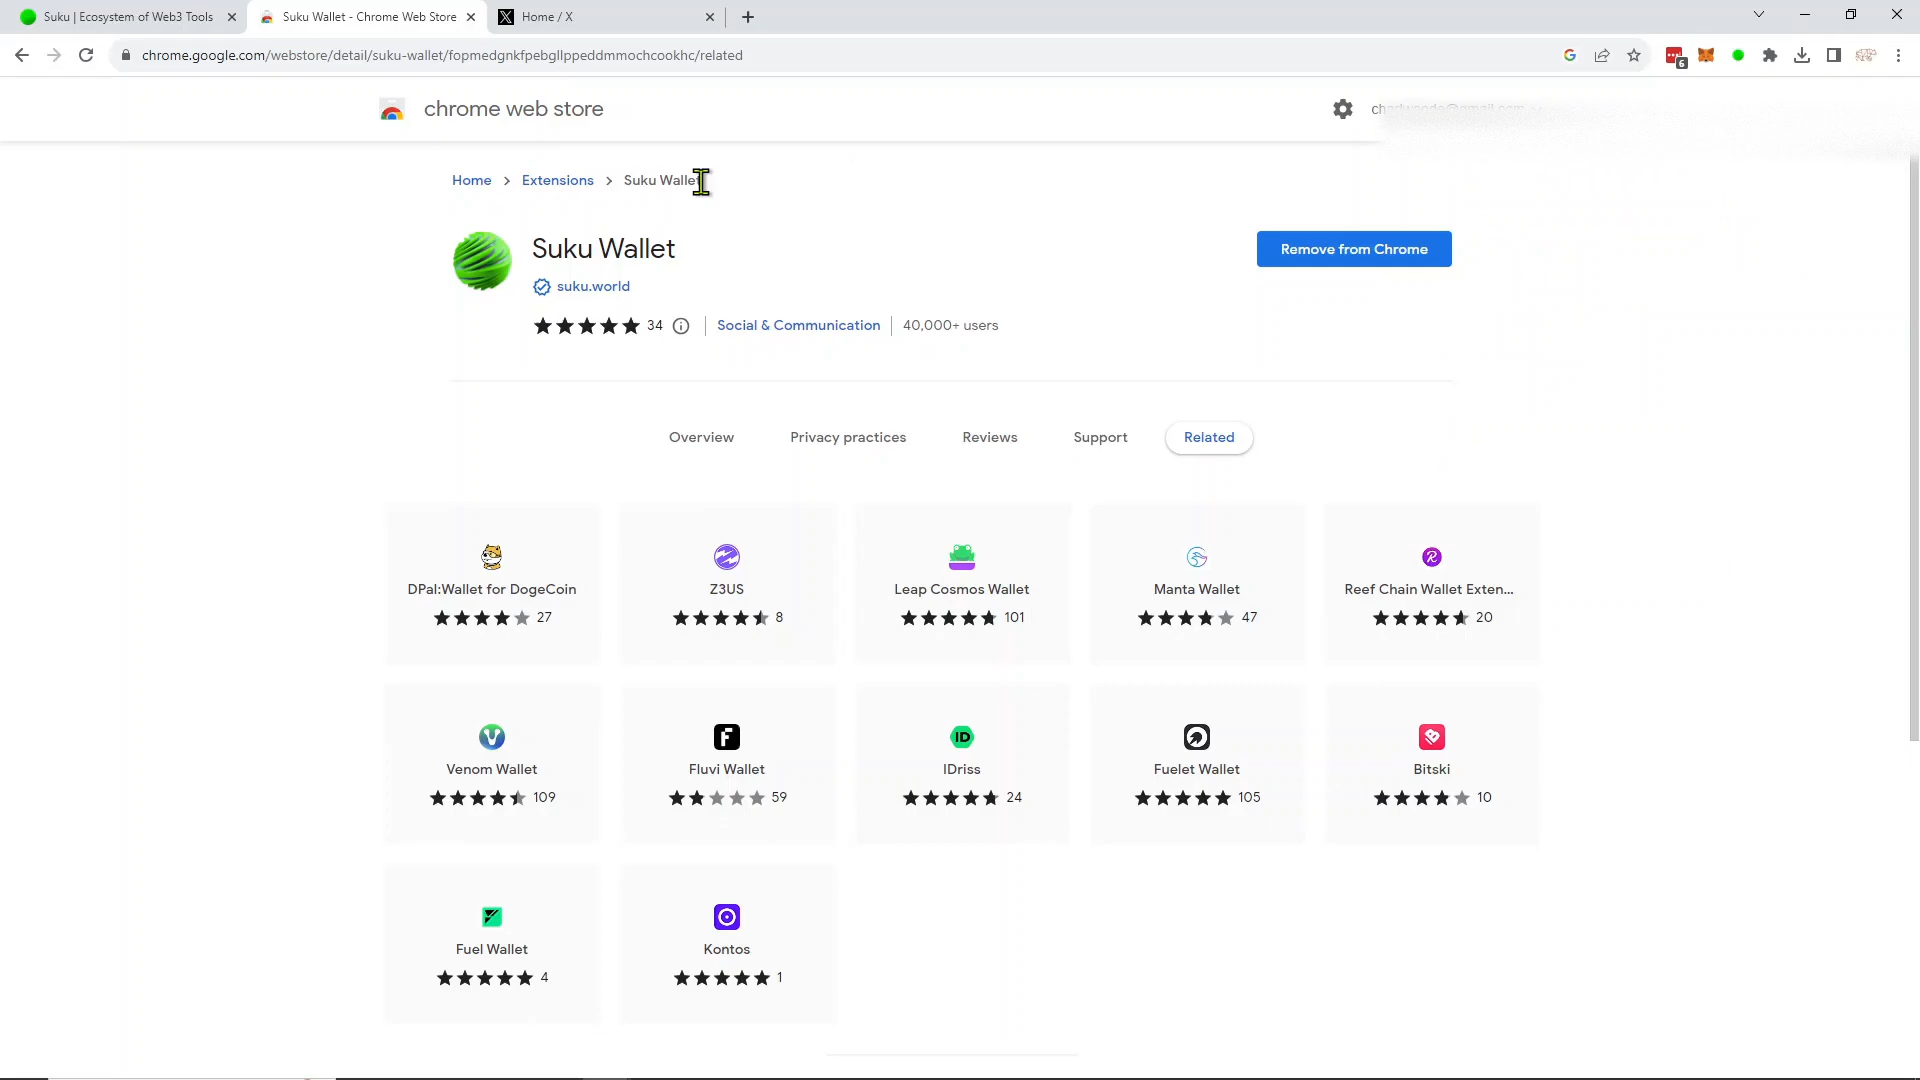 Suku | Ecosystem of Web3 Tools
Suku Wallet - Chrome Web Store
Home / X
chrome.google.com/webstore/detail/suku-wallet/fopmedgnkfpebgllppeddmmochcookhc/related
6
chrome web store
Home > Extensions > Suku Wallet
Suku Wallet
Remove from Chrome
suku.world
34
Social & Communication
40,000+ users
Overview
Privacy practices
Reviews
Support
Related
DPal:Wallet for DogeCoin
27
Z3US
8
Leap Cosmos Wallet
101
Manta Wallet
47
Reef Chain Wallet Exten...
20
Venom Wallet
109
Fluvi Wallet
59
ID
IDriss
24
Fuelet Wallet
105
Bitski
10
Fuel Wallet
4
Kontos
1